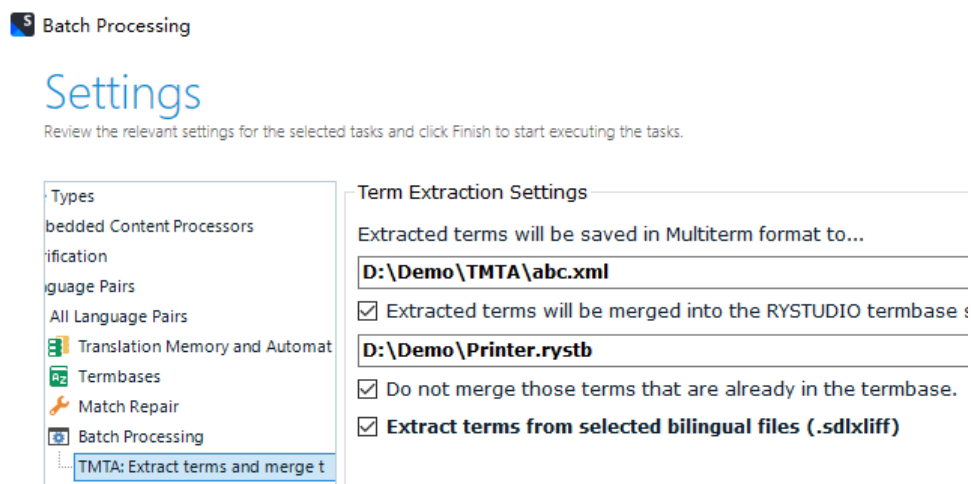 Batch Processing
Settings
Review the relevant settings for the selected tasks and click Finish to start executing the tasks.
Types
bedded Content Processors
ification
guage Pairs
All Language Pairs
Translation Memory and Automat
Termbases
Match Repair
Batch Processing
TMTA: Extract terms and merge t
Term Extraction Settings
Extracted terms will be saved in Multiterm format to...
D:\Demo\TMTA\abc.xml
Extracted terms will be merged into the RYSTUDIO termbase s
D:\Demo\Printer.rystb
Do not merge those terms that are already in the termbase.
Extract terms from selected bilingual files (.sdlxliff)